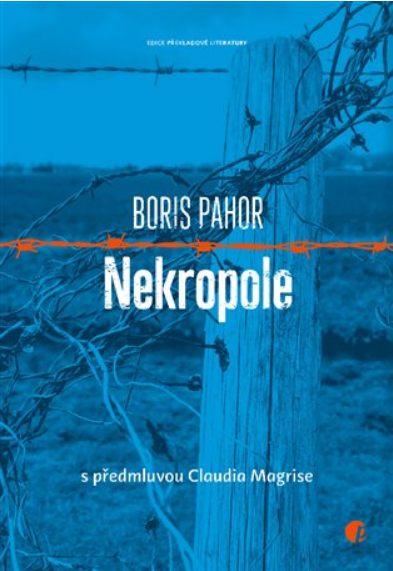 EDICE PŘEKLADOVÉ LITERATURY
BORIS PAHOR
Nekropole
s předmluvou Claudia Magrise